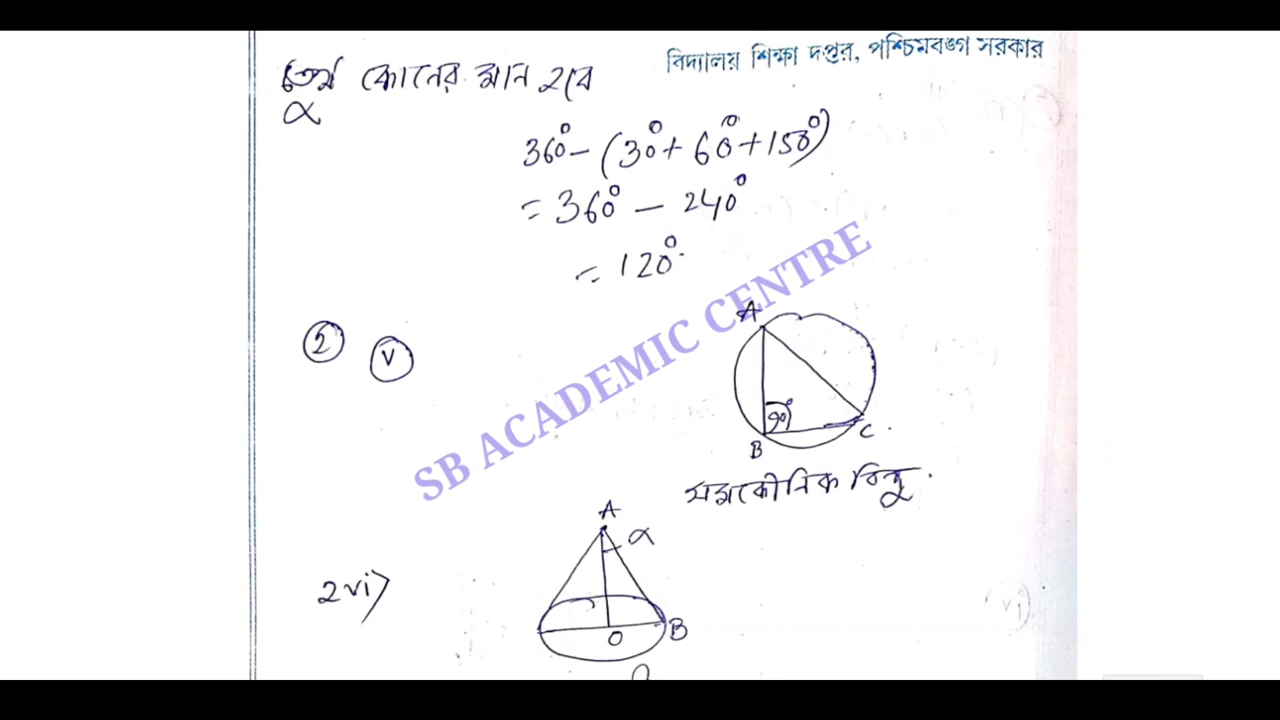 বিদ্যালয় শিক্ষা দপ্তর, পশ্চিমবঙ্গ সরকার
কোনের মান হবে
α
360° - (30° + 60° + 150°)
= 360° - 240°
= 120°.
SB ACADEMIC CENTRE
2 v
A
90°
B
C.
সমকৌনিক বিন্দু.
A
α
2 vi)
O
B